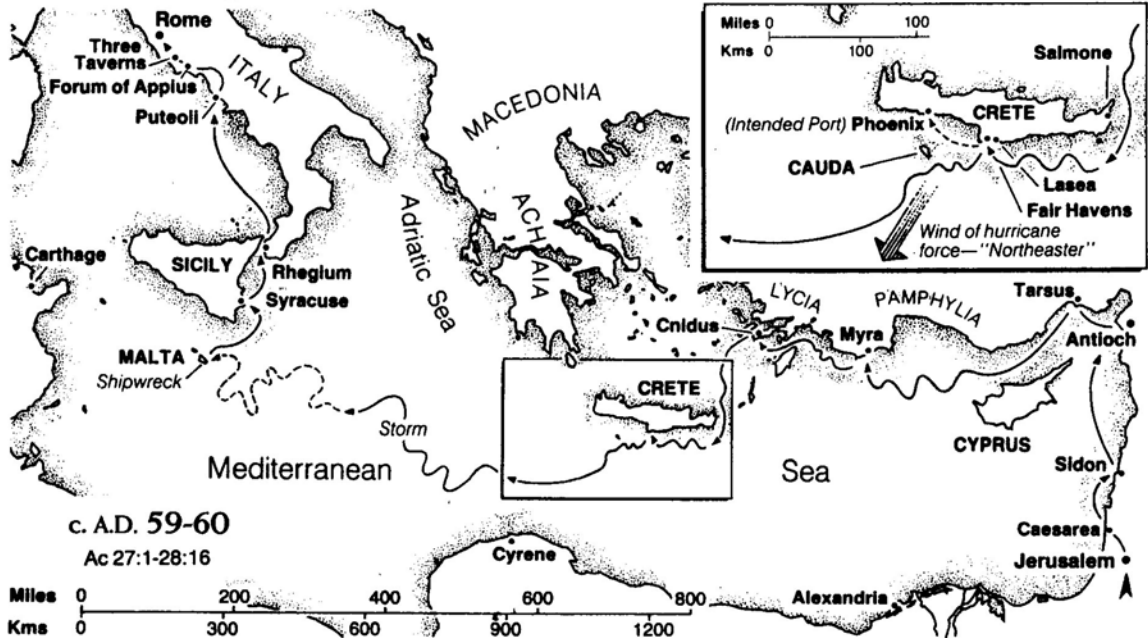 Rome
Three
Taverns
Forum of Appius
Puteoli
ITALY
MACEDONIA
Adriatic Sea
ACHAIA
Carthage
SICILY
Rhegium
Syracuse
MALTA
Shipwreck
Storm
Mediterranean
Sea
CRETE
Cnidus
LYCIA
Myra
PAMPHYLIA
Tarsus
Antioch
CYPRUS
Sidon
Caesarea
Jerusalem
Alexandria
Cyrene
c. A.D. 59-60
Ac 27:1-28:16
Miles 0 200 400 600 800
Kms 0 300 600 900 1200
Miles 0 100
Kms 0 100
Salmone
CRETE
(Intended Port) Phoenix
CAUDA
Lasea
Fair Havens
Wind of hurricane
force—"Northeaster"